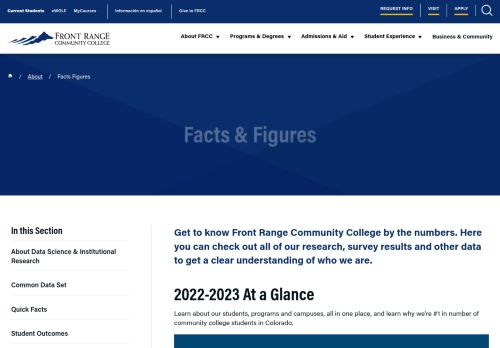 Current Students eWOLF MyCourses Información en español Give to FRCC REQUEST INFO VISIT APPLY
FRONT RANGE
COMMUNITY COLLEGE
About FRCC Programs & Degrees Admissions & Aid Student Experience Business & Community
/ About / Facts Figures
Facts & Figures
In this Section
About Data Science & Institutional
Research
Common Data Set
Quick Facts
Student Outcomes
Get to know Front Range Community College by the numbers. Here
you can check out all of our research, survey results and other data
to get a clear understanding of who we are.
2022-2023 At a Glance
Learn about our students, programs and campuses, all in one place, and learn why we're #1 in number of
community college students in Colorado.